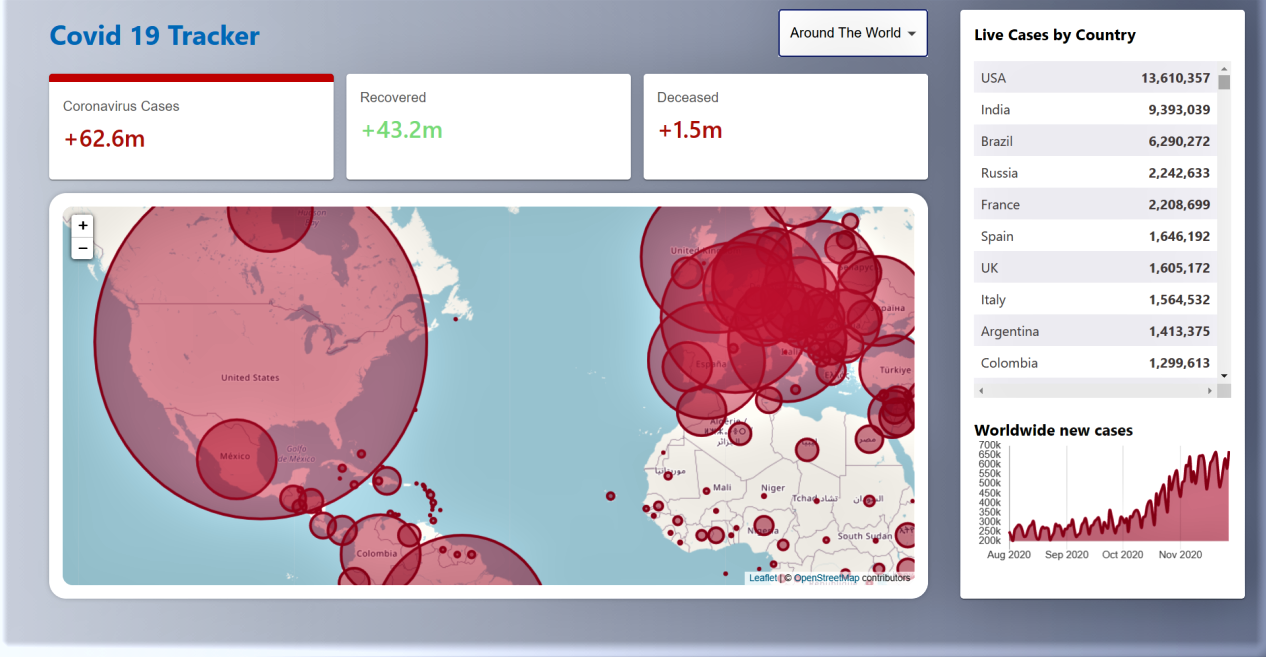 Covid 19 Tracker
Around The World
Coronavirus Cases
+62.6m
Recovered
+43.2m
Deceased
+1.5m
+
−
United States
México
Golfo
de México
Colombia
España
Україна
Türkiye
مصر
موريتانيا
Mali
Niger
Tchad تشاد
South Sudan
Leaflet | © OpenStreetMap contributors
Live Cases by Country
USA 13,610,357
India 9,393,039
Brazil 6,290,272
Russia 2,242,633
France 2,208,699
Spain 1,646,192
UK 1,605,172
Italy 1,564,532
Argentina 1,413,375
Colombia 1,299,613
Worldwide new cases
700k
650k
600k
550k
500k
450k
400k
350k
300k
250k
200k
Aug 2020 Sep 2020 Oct 2020 Nov 2020